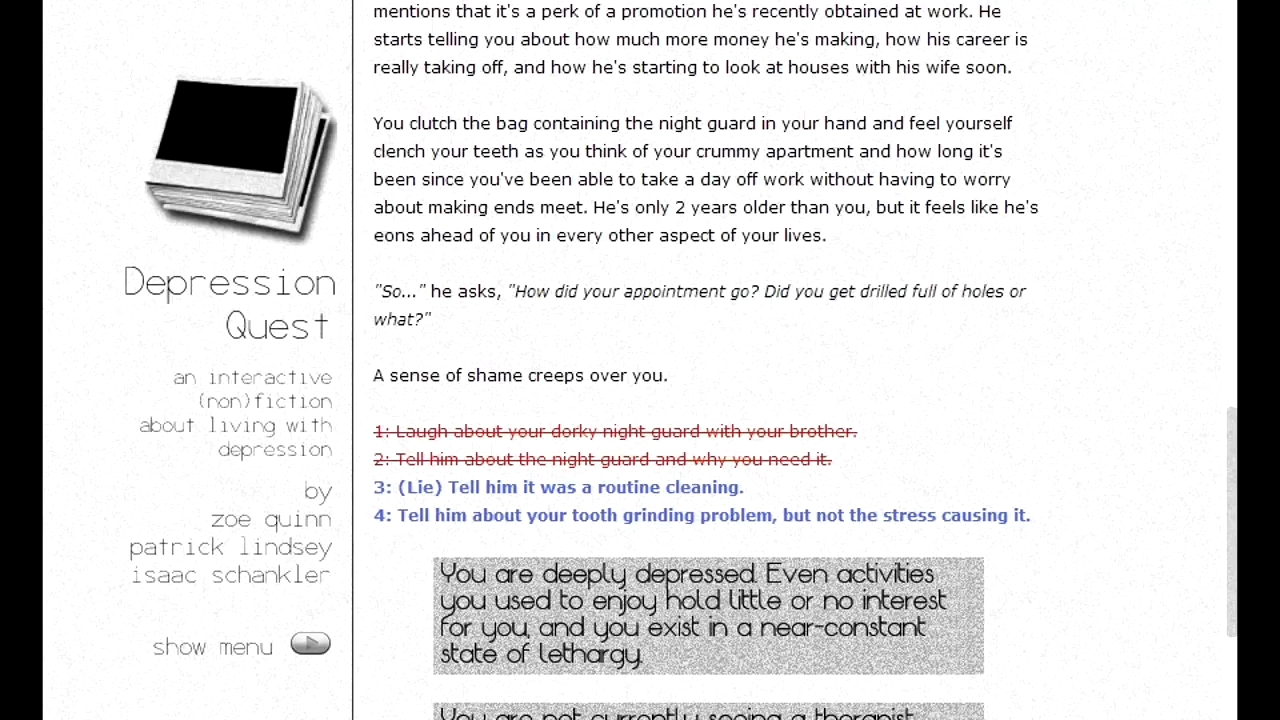 mentions that it's a perk of a promotion he's recently obtained at work. He
starts telling you about how much more money he's making, how his career is
really taking off, and how he's starting to look at houses with his wife soon.
You clutch the bag containing the night guard in your hand and feel yourself
clench your teeth as you think of your crummy apartment and how long it's
been since you've been able to take a day off work without having to worry
about making ends meet. He's only 2 years older than you, but it feels like he's
eons ahead of you in every other aspect of your lives.
"So..." he asks, "How did your appointment go? Did you get drilled full of holes or
what?"
A sense of shame creeps over you.
1: Laugh about your dorky night guard with your brother.
2: Tell him about the night guard and why you need it.
3: (Lie) Tell him it was a routine cleaning.
4: Tell him about your tooth grinding problem, but not the stress causing it.
You are deeply depressed. Even activities
you used to enjoy hold little or no interest
for you, and you exist in a near-constant
state of lethargy.
You are not currently seeing a therapist.
Depression
Quest
an interactive
(non)fiction
about living with
depression
by
zoe quinn
patrick lindsey
isaac schankler
show menu